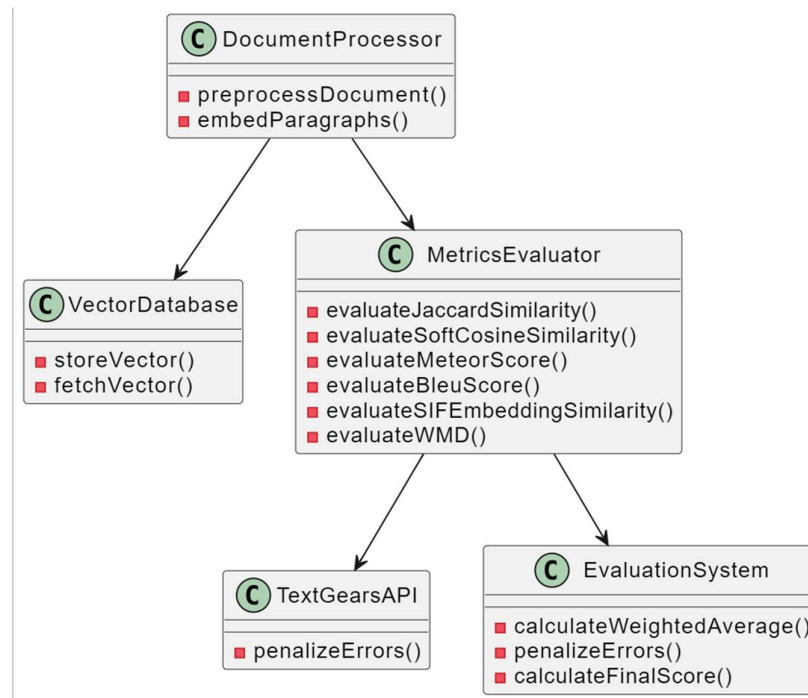 C DocumentProcessor
preprocessDocument()
embedParagraphs()
C VectorDatabase
storeVector()
fetchVector()
C MetricsEvaluator
evaluateJaccardSimilarity()
evaluateSoftCosineSimilarity()
evaluateMeteorScore()
evaluateBleuScore()
evaluateSIFEmbeddingSimilarity()
evaluateWMD()
C TextGearsAPI
penalizeErrors()
C EvaluationSystem
calculateWeightedAverage()
penalizeErrors()
calculateFinalScore()